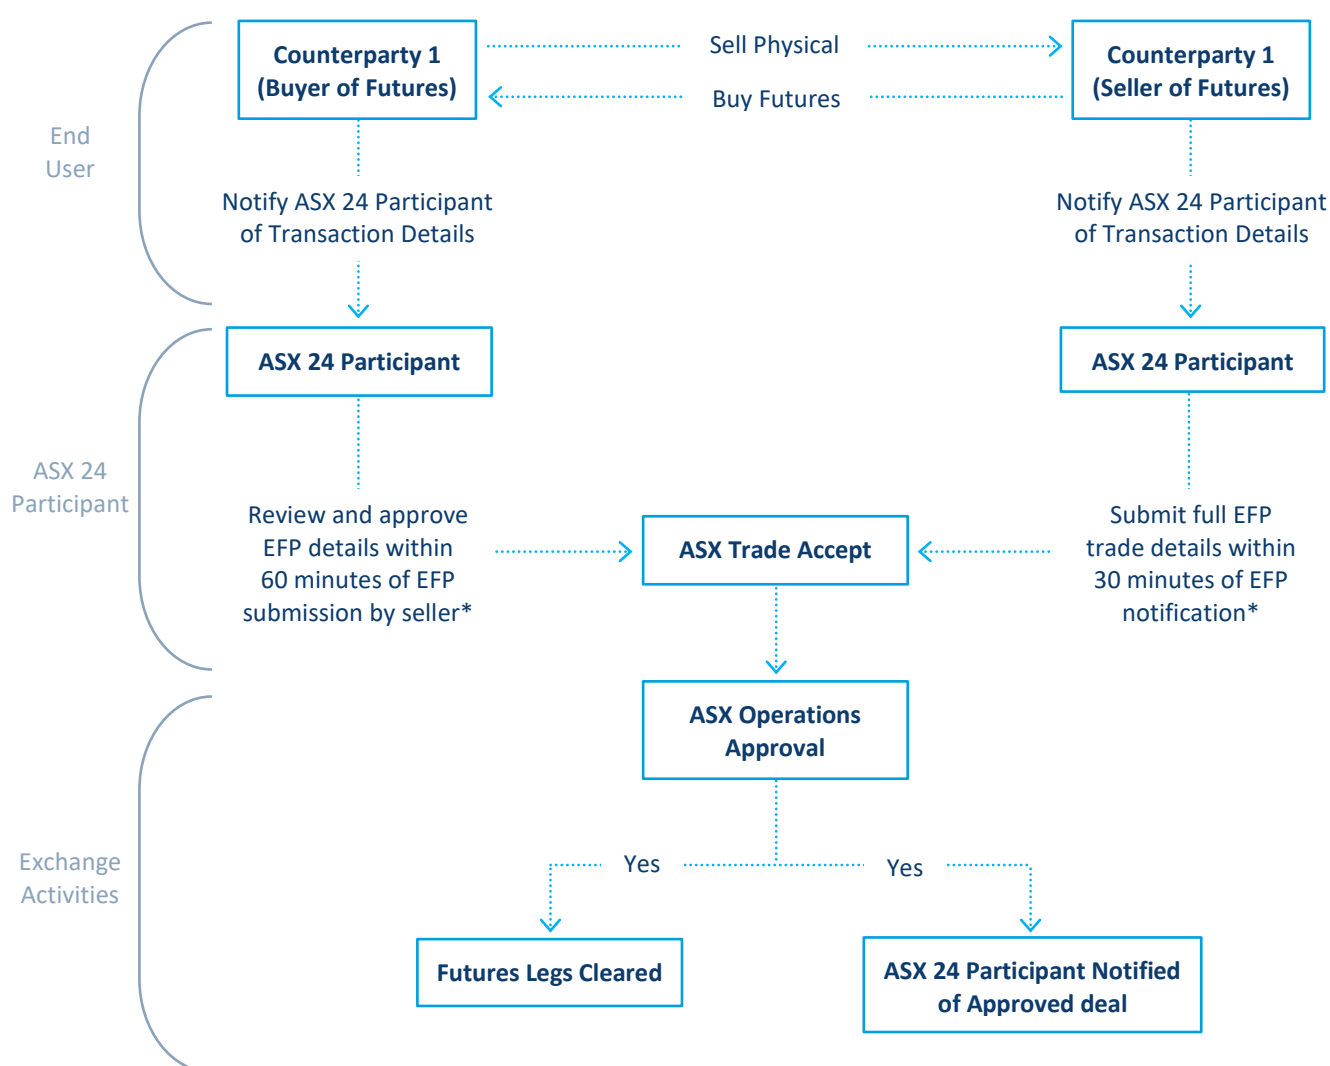 Counterparty 1
(Buyer of Futures)
Sell Physical
Buy Futures
Counterparty 1
(Seller of Futures)
End
User
Notify ASX 24 Participant
of Transaction Details
Notify ASX 24 Participant
of Transaction Details
ASX 24 Participant
ASX 24 Participant
ASX 24
Participant
Review and approve
EFP details within
60 minutes of EFP
submission by seller*
ASX Trade Accept
Submit full EFP
trade details within
30 minutes of EFP
notification*
ASX Operations
Approval
Exchange
Activities
Yes
Yes
Futures Legs Cleared
ASX 24 Participant Notified
of Approved deal